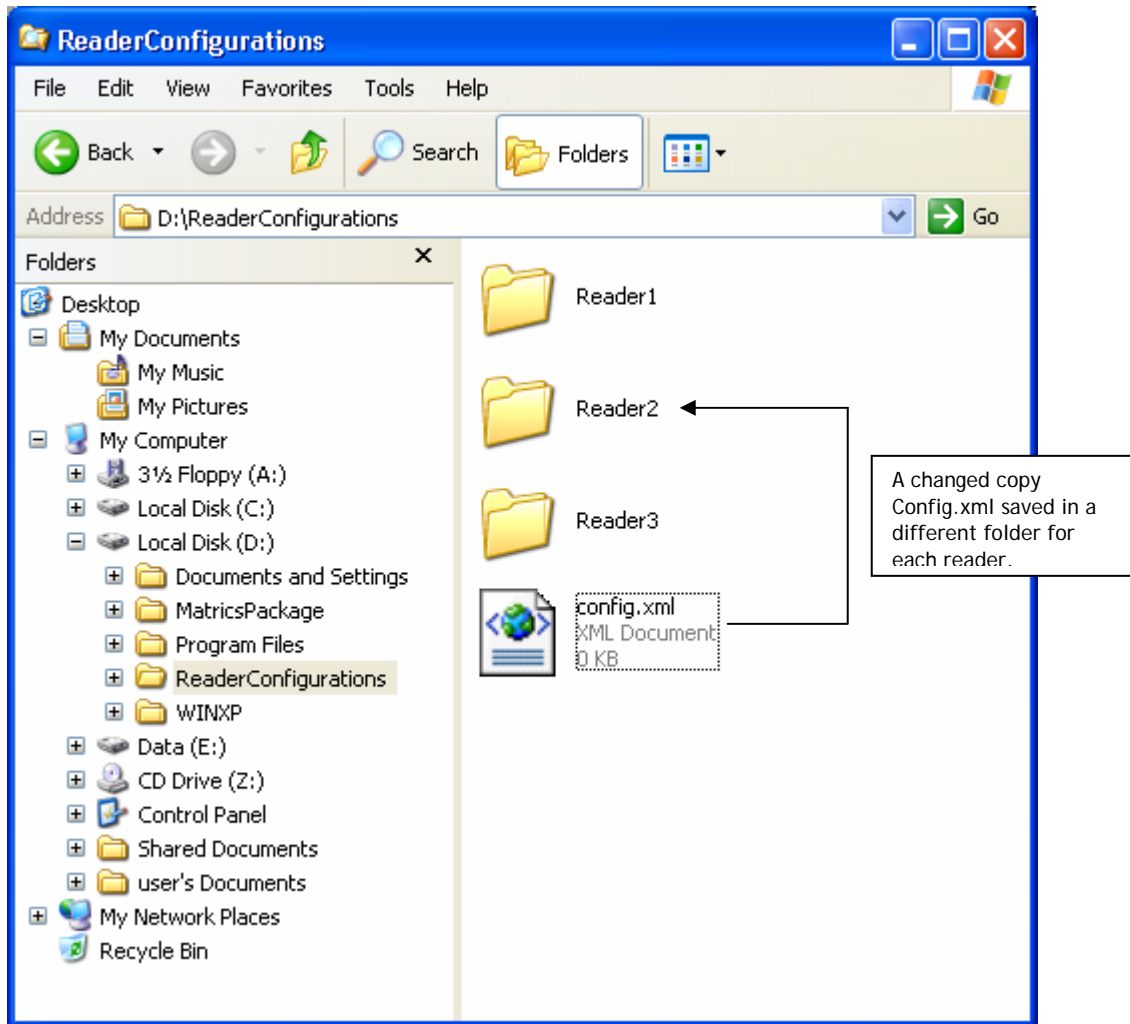 ReaderConfigurations
File Edit View Favorites Tools Help
Back Search Folders
Address D:\ReaderConfigurations Go
Folders
Desktop
My Documents
My Music
My Pictures
My Computer
3½ Floppy (A:)
Local Disk (C:)
Local Disk (D:)
Documents and Settings
MatricsPackage
Program Files
ReaderConfigurations
WINXP
Data (E:)
CD Drive (Z:)
Control Panel
Shared Documents
user's Documents
My Network Places
Recycle Bin
Reader1
Reader2
Reader3
config.xml
XML Document
0 KB
A changed copy
Config.xml saved in a
different folder for
each reader.